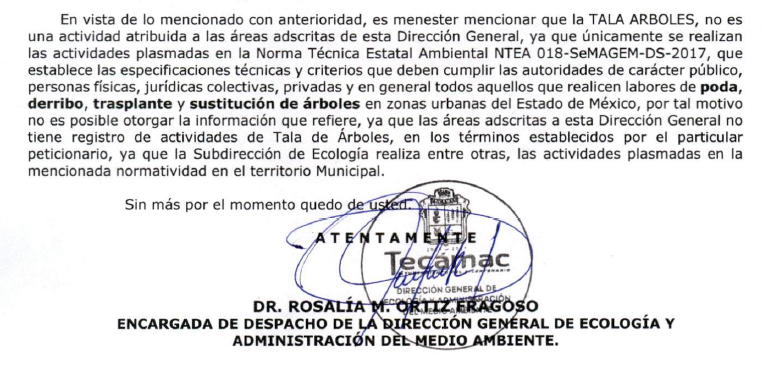 En vista de lo mencionado con anterioridad, es menester mencionar que la TALA ARBOLES, no es
una actividad atribuida a las áreas adscritas de esta Dirección General, ya que únicamente se realizan
las actividades plasmadas en la Norma Técnica Estatal Ambiental NTEA 018-SeMAGEM-DS-2017, que
establece las especificaciones técnicas y criterios que deben cumplir las autoridades de carácter público,
personas físicas, jurídicas colectivas, privadas y en general todos aquellos que realicen labores de poda,
derribo, trasplante y sustitución de árboles en zonas urbanas del Estado de México, por tal motivo
no es posible otorgar la información que refiere, ya que las áreas adscritas a esta Dirección General no
tiene registro de actividades de Tala de Árboles, en los términos establecidos por el particular
peticionario, ya que la Subdirección de Ecología realiza entre otras, las actividades plasmadas en la
mencionada normatividad en el territorio Municipal.
Sin más por el momento quedo de usted.
ATENTAMENTE
Tecámac
DIRECCIÓN GENERAL DE
ECOLOGÍA Y ADMINISTRACIÓN
DEL MEDIO AMBIENTE
DR. ROSALÍA M. ORTIZ FRAGOSO
ENCARGADA DE DESPACHO DE LA DIRECCIÓN GENERAL DE ECOLOGÍA Y
ADMINISTRACIÓN DEL MEDIO AMBIENTE.